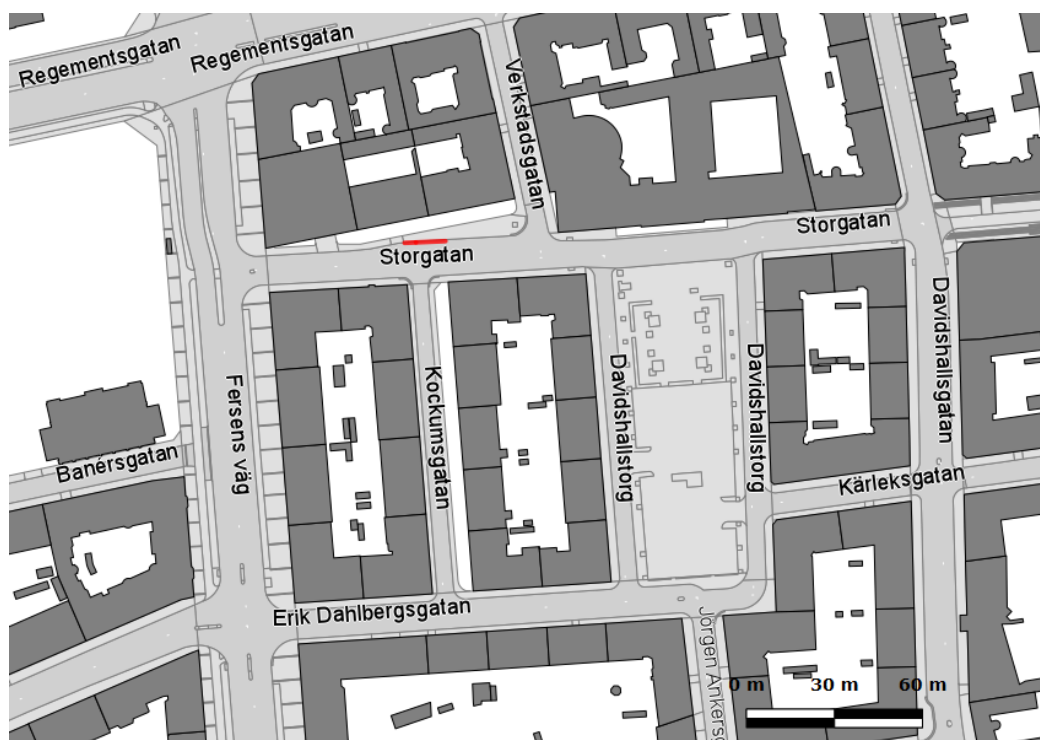 Regementsgatan
Regementsgatan
Verkstadsgatan
Storgatan
Storgatan
Fersens väg
Kockumsgatan
Davidshallstorg
Davidshallstorg
Davidshallsgatan
Banérsgatan
Kärleksgatan
Erik Dahlbergsgatan
Jörgen Ankersg
0 m 30 m 60 m